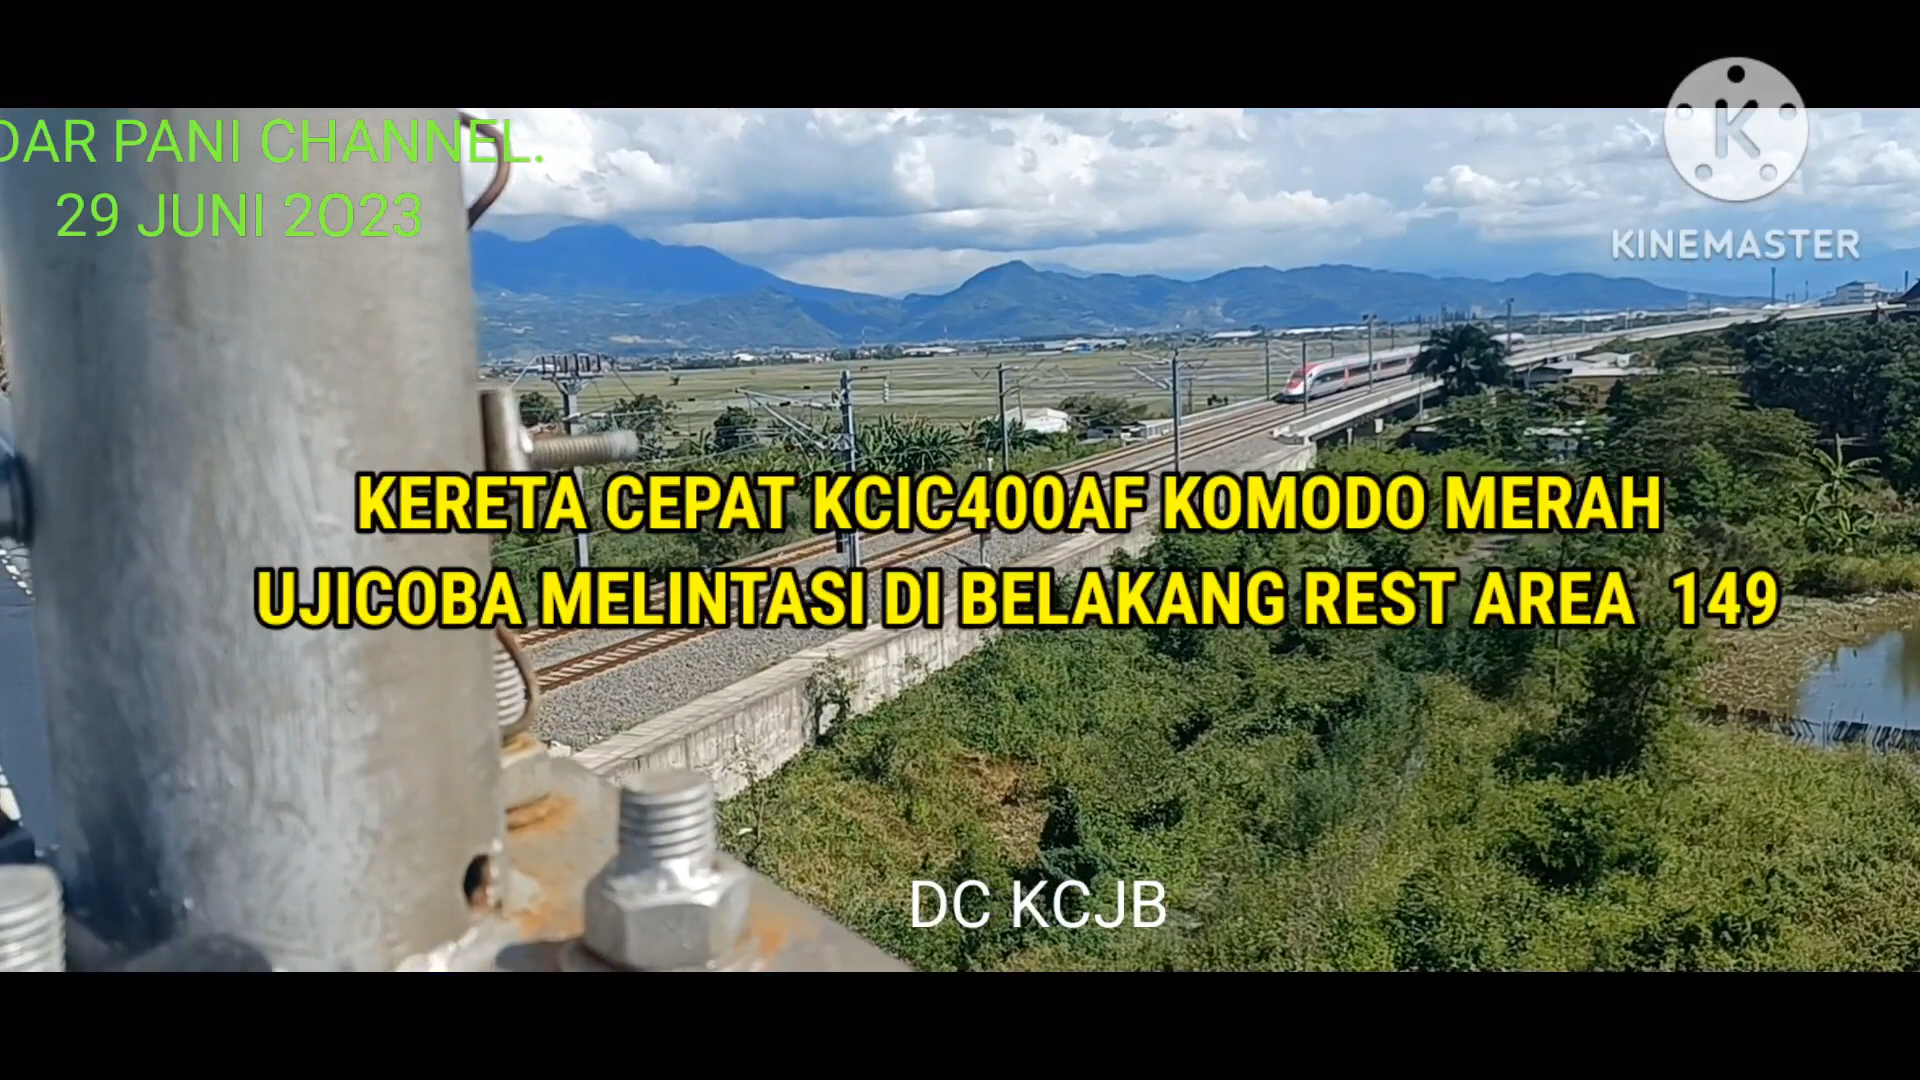 DAR PANI CHANNEL.
29 JUNI 2023
K
KINEMASTER
KERETA CEPAT KCIC400AF KOMODO MERAH
UJICOBA MELINTASI DI BELAKANG REST AREA 149
DC KCJB